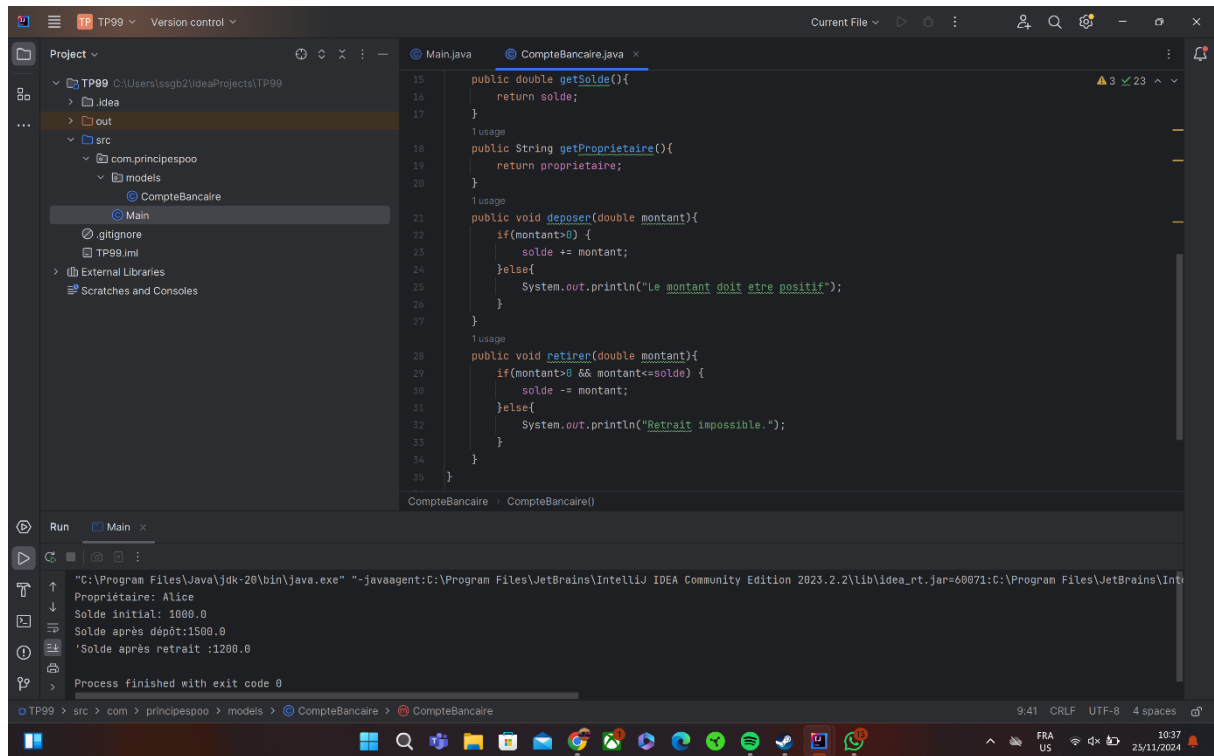 TP TP99 Version control Current File
Project
Main.java CompteBancaire.java
TP99 C:\Users\ssgb2\IdeaProjects\TP99
.idea
out
src
com.principespoo
models
CompteBancaire
Main
.gitignore
TP99.iml
External Libraries
Scratches and Consoles
3 23
15 public double getSolde(){
16 return solde;
17 }
1 usage
18 public String getProprietaire(){
19 return proprietaire;
20 }
1 usage
21 public void deposer(double montant){
22 if(montant>0) {
23 solde += montant;
24 }else{
25 System.out.println("Le montant doit etre positif");
26 }
27 }
1 usage
28 public void retirer(double montant){
29 if(montant>0 && montant<=solde) {
30 solde -= montant;
31 }else{
32 System.out.println("Retrait impossible.");
33 }
34 }
35 }
CompteBancaire > CompteBancaire()
Run Main
"C:\Program Files\Java\jdk-20\bin\java.exe" "-javaagent:C:\Program Files\JetBrains\IntelliJ IDEA Community Edition 2023.2.2\lib\idea_rt.jar=60071:C:\Program Files\JetBrains\Int
Propriétaire: Alice
Solde initial: 1000.0
Solde après dépôt:1500.0
'Solde après retrait :1200.0
Process finished with exit code 0
TP99 > src > com > principespoo > models > CompteBancaire > CompteBancaire 9:41 CRLF UTF-8 4 spaces
FRA 10:37
US 25/11/2024